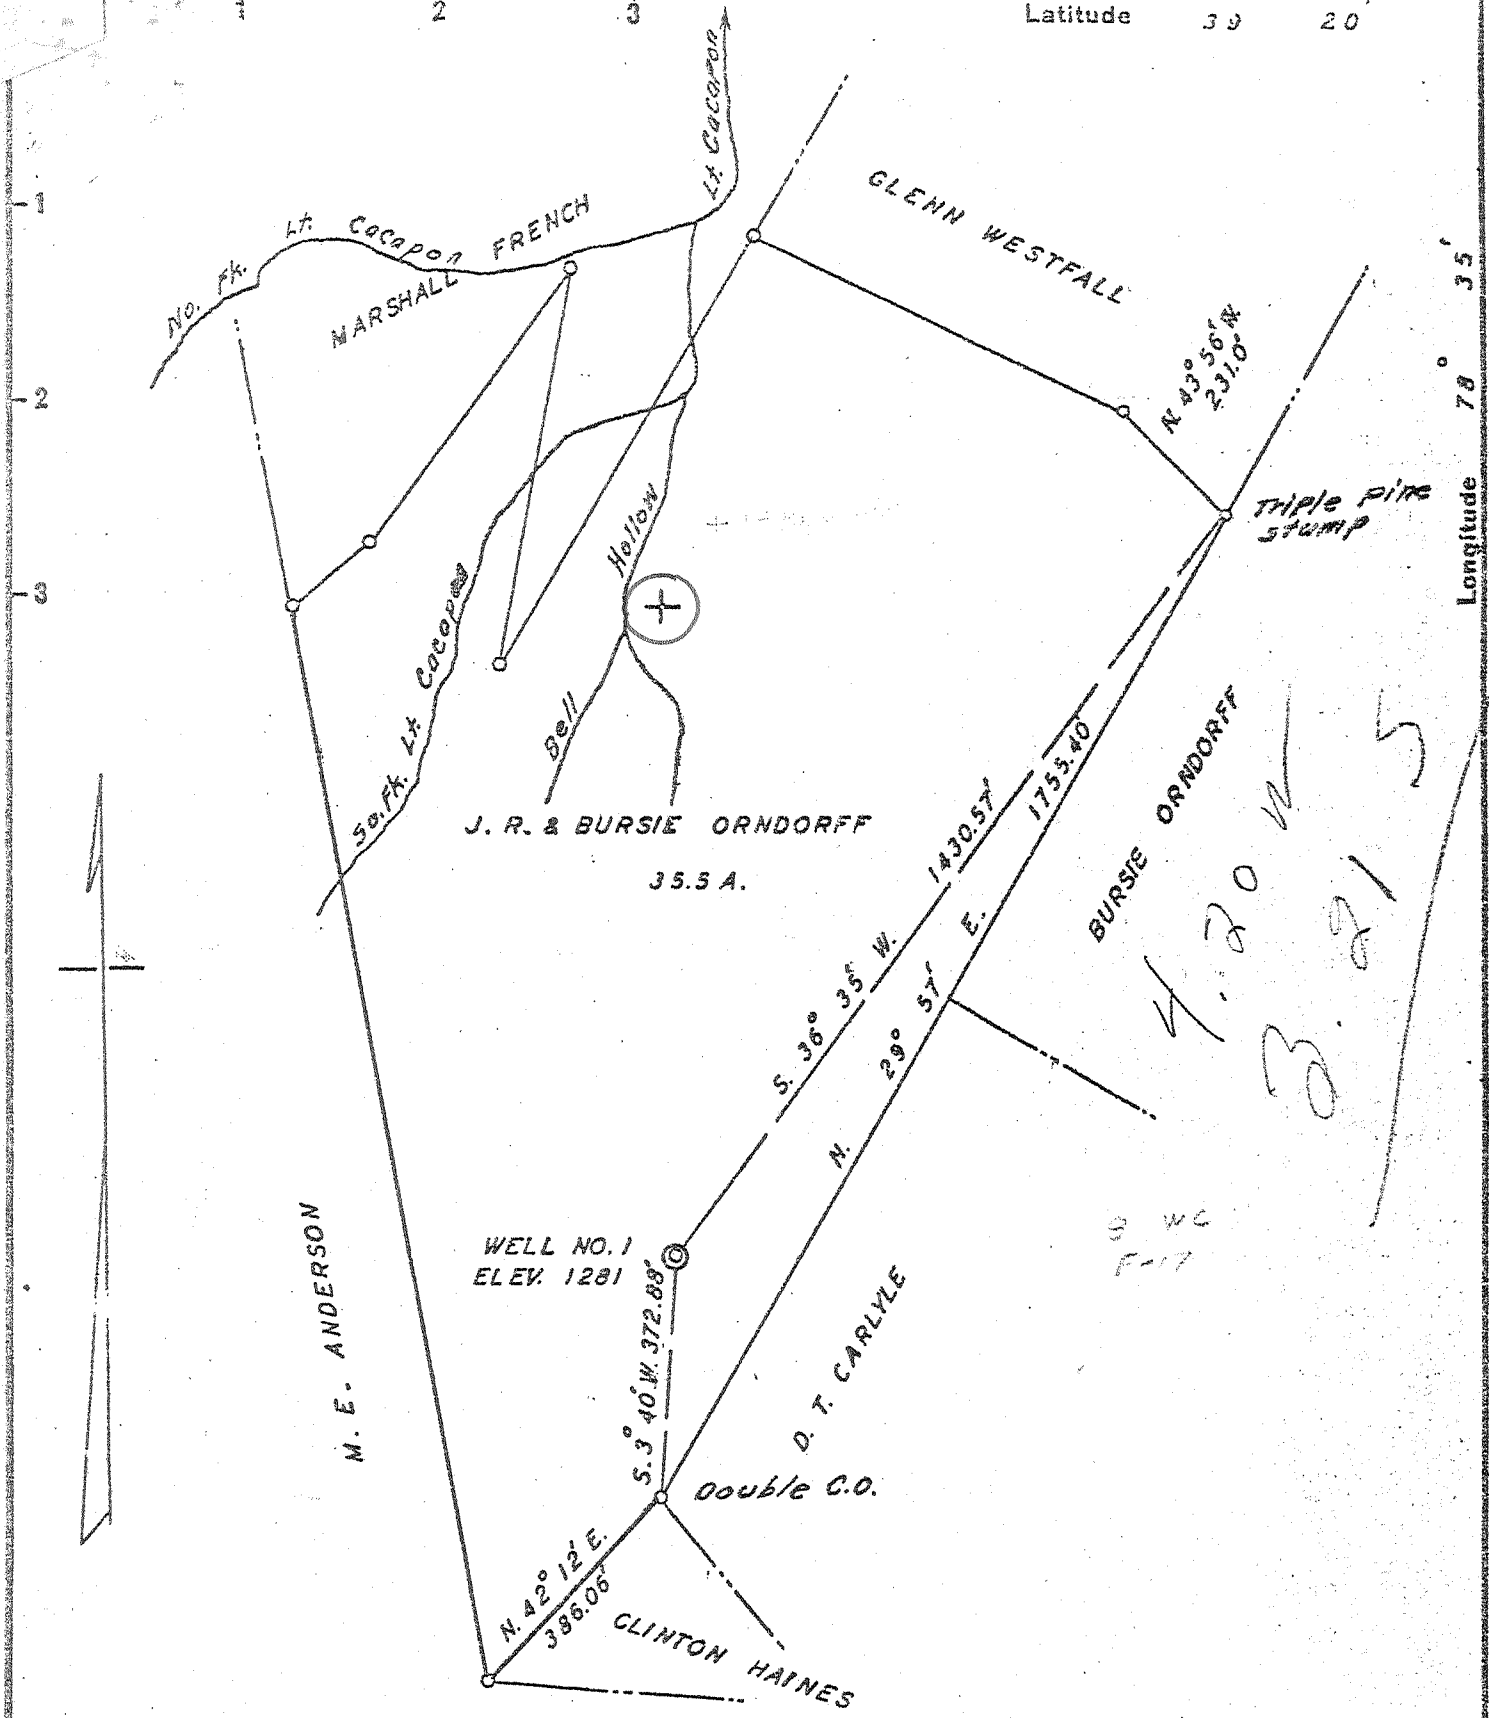 1 2 3
Latitude 39 20'
Lt. Cacapon
GLENN WESTFALL
1
No. Fk. Lt. Cacapon
MARSHALL FRENCH
Longitude 78° 35'
N. 43° 56' W.
231.0'
2
Triple Pine
stump
3
Bell Hollow
So. Fk. Lt. Cacapon
J. R. & BURSIE ORNDORFF
35.5 A.
S. 36° 35' W. 1430.57'
N. 29° 57' E. 1755.40'
BURSIE ORNDORFF
4.20 W
3.21 S
WELL NO. 1
ELEV. 1281
M. E. ANDERSON
S. 3° 40' W. 372.88'
D. T. CARLYLE
Double C.O.
N. 42° 12' E.
386.06'
CLINTON HAINES